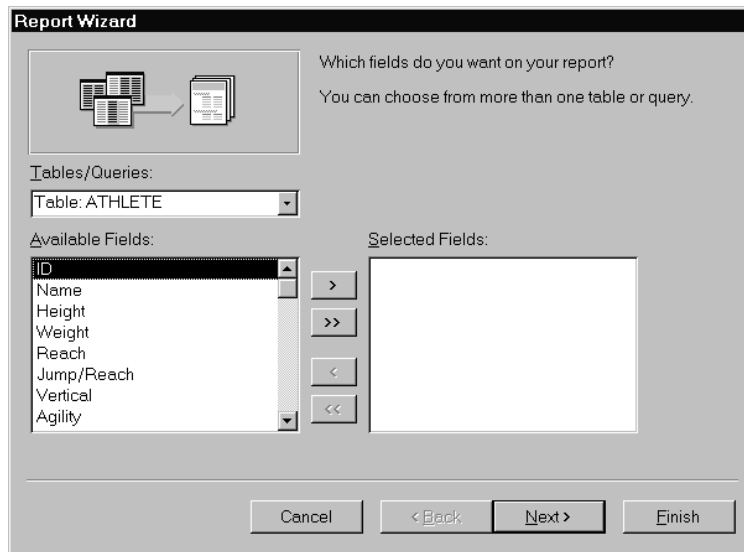 Report Wizard
Which fields do you want on your report?
You can choose from more than one table or query.
Tables/Queries:
Table: ATHLETE
Available Fields:
Selected Fields:
ID
Name
Height
Weight
Reach
Jump/Reach
Vertical
Agility
>
>>
<
<<
Cancel
< Back
Next >
Finish